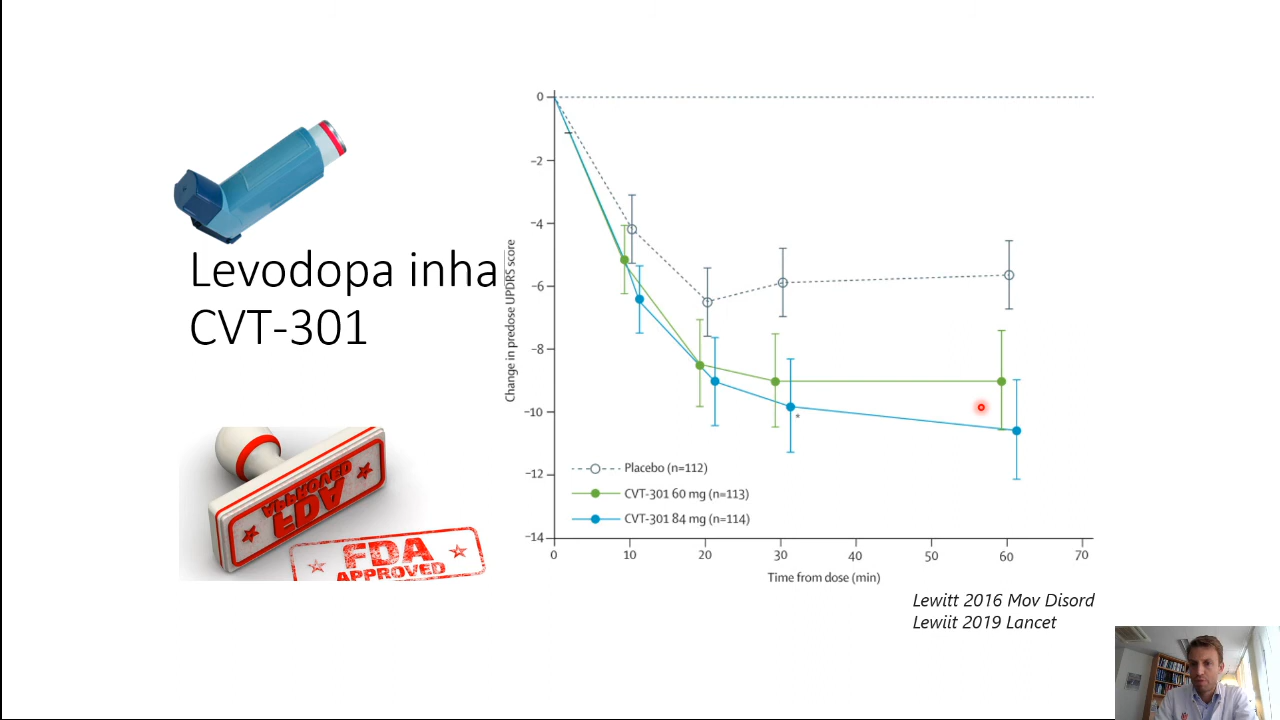 Levodopa inha
CVT-301
APPROVED
FDA
FDA
APPROVED
Change in predose UPDRS score
0
−2
−4
−6
−8
−10
−12
−14
*
Placebo (n=112)
CVT-301 60 mg (n=113)
CVT-301 84 mg (n=114)
0 10 20 30 40 50 60 70
Time from dose (min)
Lewitt 2016 Mov Disord
Lewiit 2019 Lancet